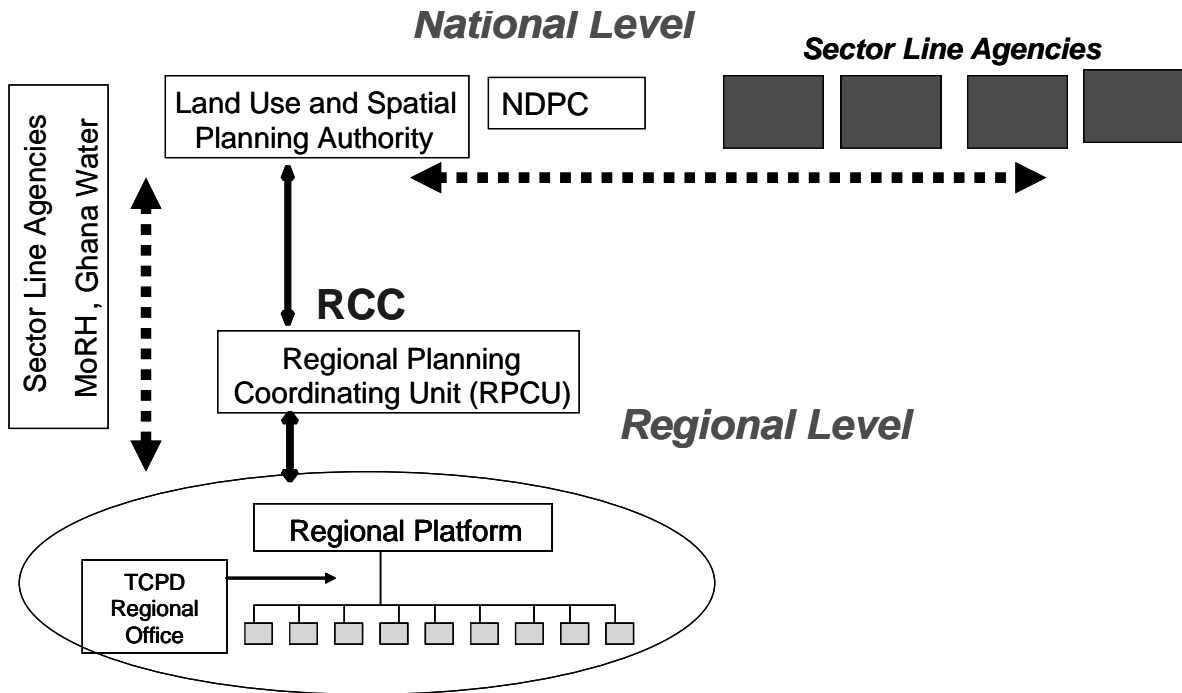 National Level
Sector Line Agencies
Land Use and Spatial
Planning Authority
NDPC
Sector Line Agencies
MoRH , Ghana Water
RCC
Regional Planning
Coordinating Unit (RPCU)
Regional Level
Regional Platform
TCPD
Regional
Office